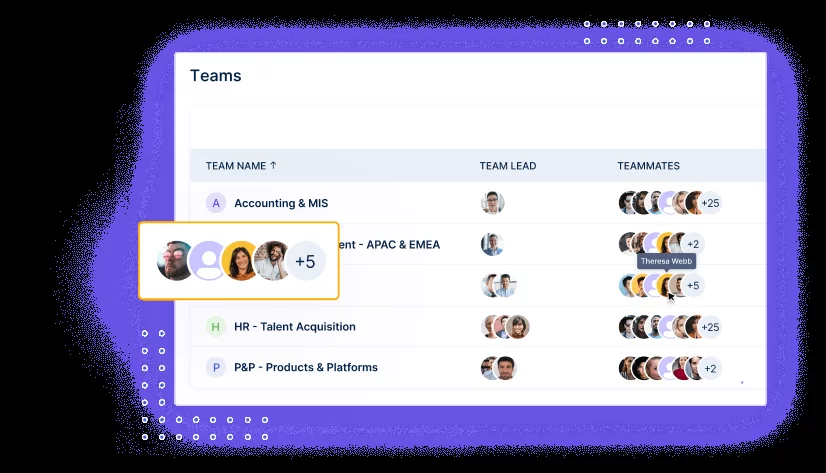 Teams
TEAM NAME ↑ TEAM LEAD TEAMMATES
A Accounting & MIS +25
ent - APAC & EMEA +2
Theresa Webb
+5
+5
H HR - Talent Acquisition +25
P P&P - Products & Platforms +2